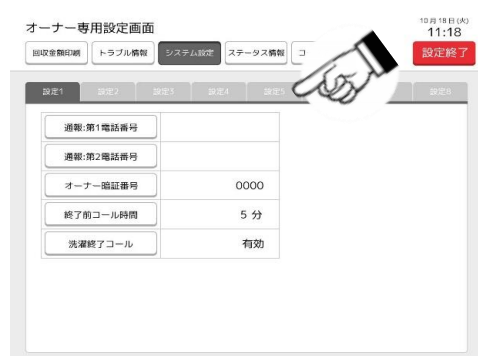 オーナー専用設定画面
10月18日(火)
11:18
回収金額印刷 トラブル情報 システム設定 ステータス情報 コ
設定終了
設定1 設定2 設定3 設定4 設定5
通報:第1電話番号
通報:第2電話番号
オーナー暗証番号 0000
終了前コール時間 5 分
洗濯終了コール 有効